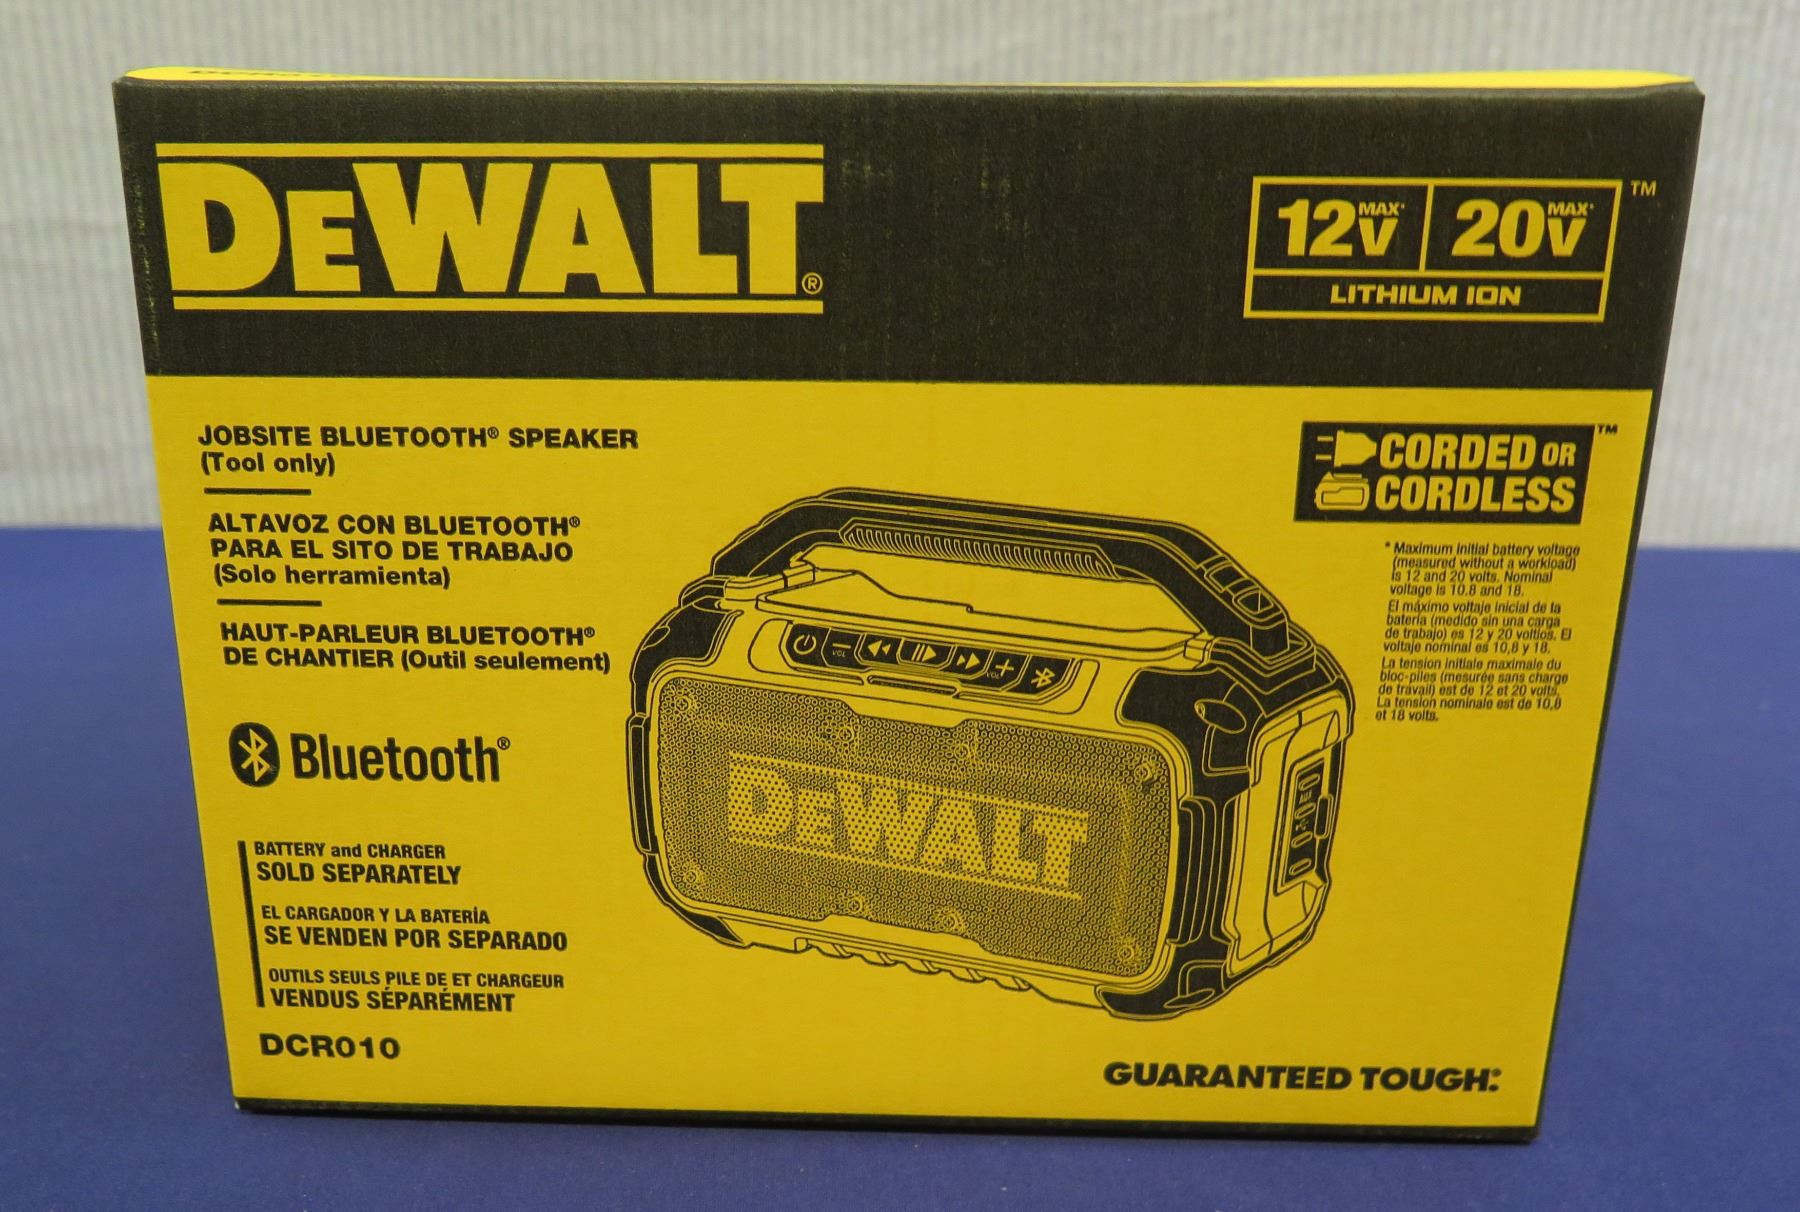 DEWALT®
12V MAX* 20V MAX* ™
LITHIUM ION
JOBSITE BLUETOOTH® SPEAKER
(Tool only)
ALTAVOZ CON BLUETOOTH®
PARA EL SITO DE TRABAJO
(Solo herramienta)
HAUT-PARLEUR BLUETOOTH®
DE CHANTIER (Outil seulement)
Bluetooth®
BATTERY and CHARGER
SOLD SEPARATELY
EL CARGADOR Y LA BATERÍA
SE VENDEN POR SEPARADO
OUTILS SEULS PILE DE ET CHARGEUR
VENDUS SÉPARÉMENT
DCR010
CORDED OR ™
CORDLESS
* Maximum initial battery voltage
(measured without a workload)
is 12 and 20 volts. Nominal
voltage is 10.8 and 18.
El máximo voltaje inicial de la
batería (medido sin una carga
de trabajo) es 12 y 20 voltios. El
voltaje nominal es 10,8 y 18.
La tension initiale maximale du
bloc-piles (mesurée sans charge
de travail) est de 12 et 20 volts.
La tension nominale est de 10,8
et 18 volts.
VOL VOL
DEWALT
AUX
GUARANTEED TOUGH.®